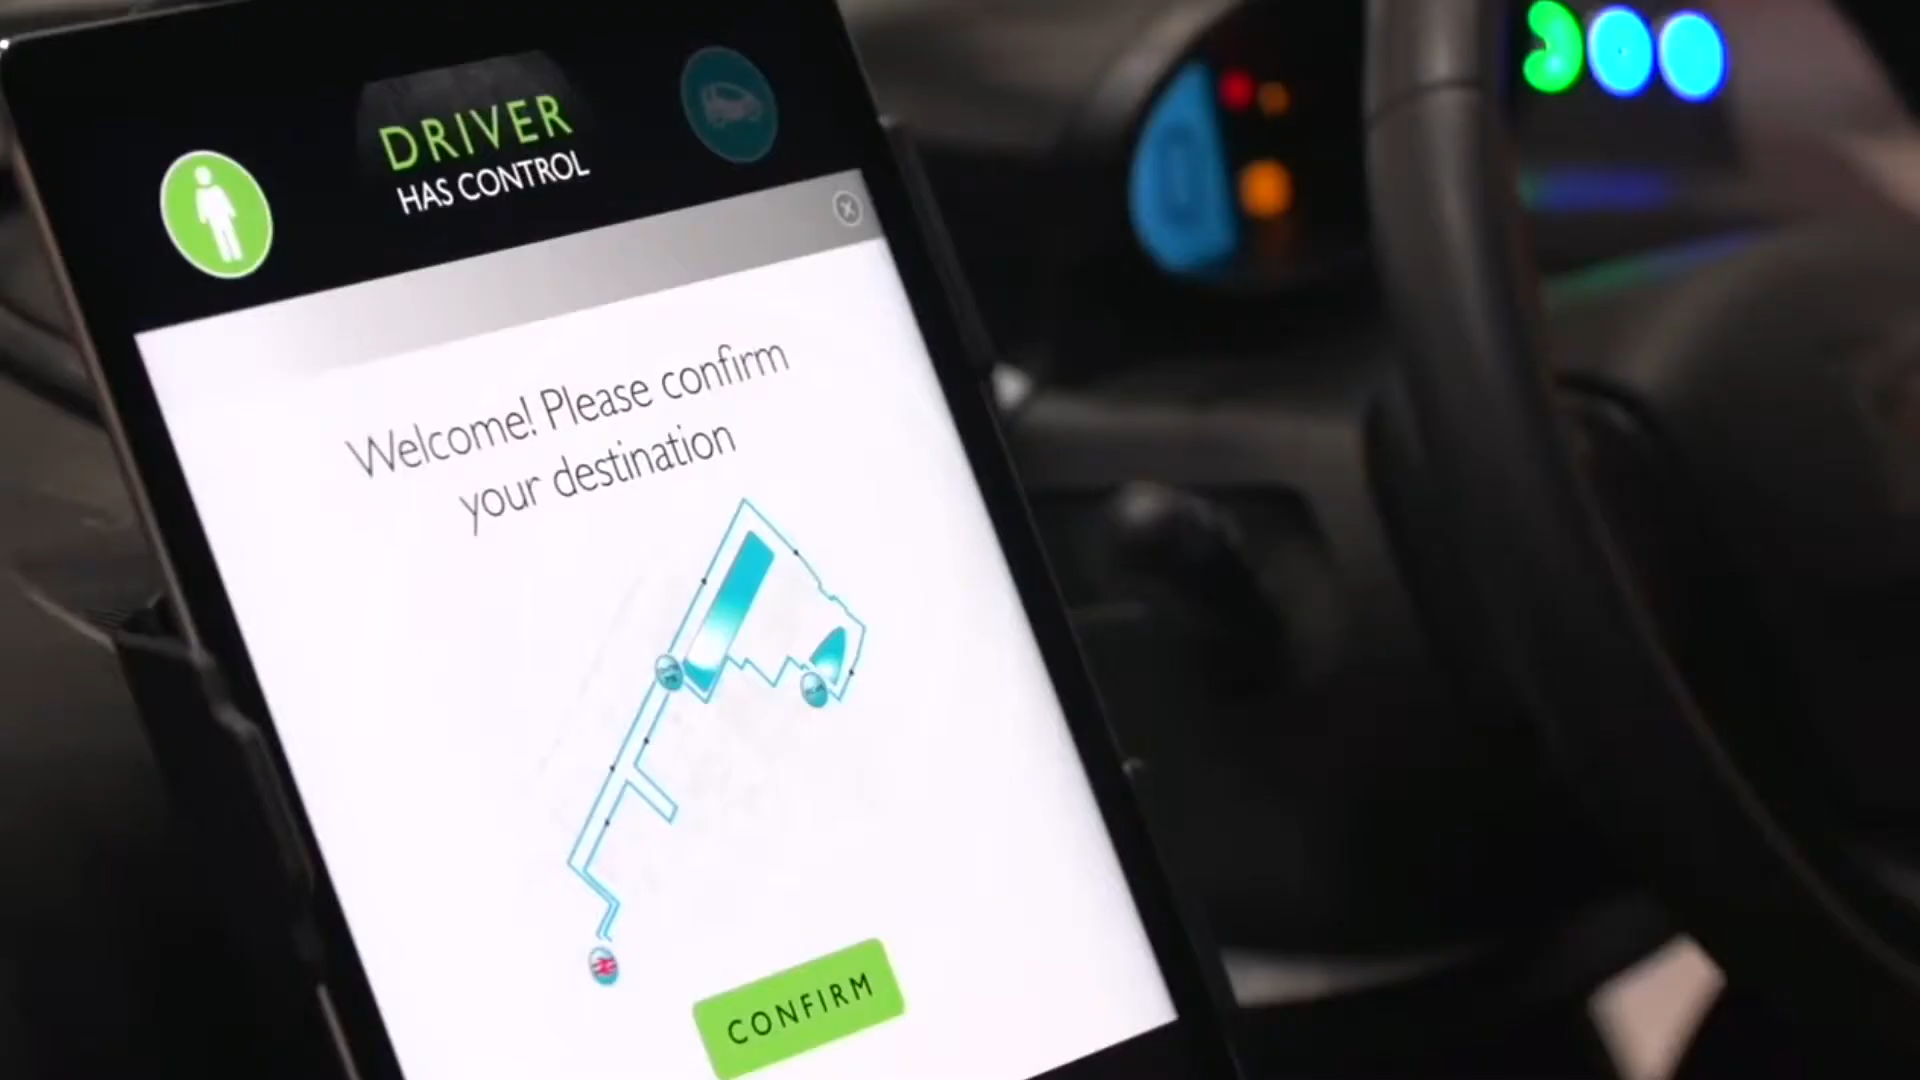 DRIVER
HAS CONTROL
Welcome! Please confirm
your destination
CONFIRM